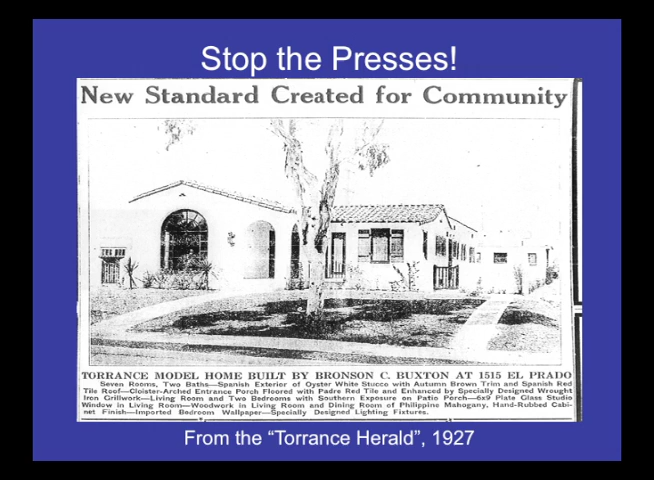 Stop the Presses!
New Standard Created for Community
TORRANCE MODEL HOME BUILT BY BRONSON C. BUXTON AT 1515 EL PRADO
Seven Rooms, Two Baths—Spanish Exterior of Oyster White Stucco with Autumn Brown Trim and Spanish Red
Tile Roof—Cloister-Arched Entrance Porch Floored with Padre Red Tile and Enhanced by Specially Designed Wrought
Iron Grillwork—Living Room and Two Bedrooms with Southern Exposure on Patio Porch—6x9 Plate Glass Studio
Window in Living Room—Woodwork in Living Room and Dining Room of Philippine Mahogany, Hand-Rubbed Cabi-
net Finish—Imported Bedroom Wallpaper—Specially Designed Lighting Fixtures.
From the “Torrance Herald”, 1927